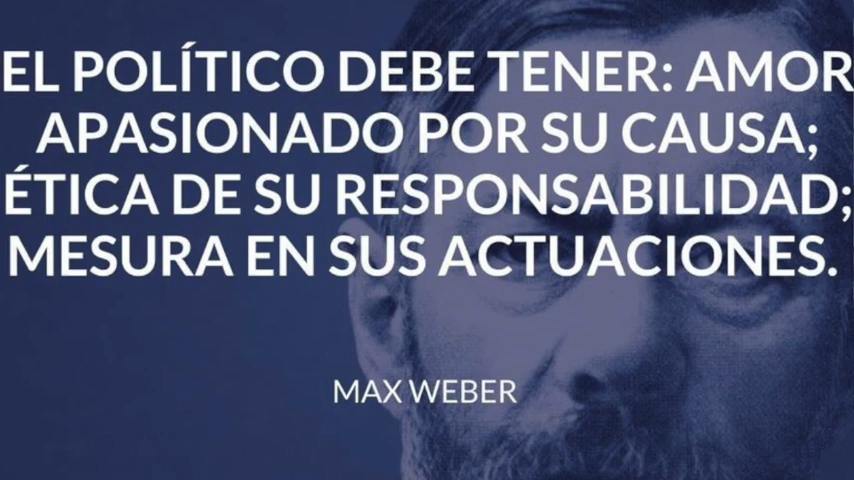 EL POLÍTICO DEBE TENER: AMOR
APASIONADO POR SU CAUSA;
ÉTICA DE SU RESPONSABILIDAD;
MESURA EN SUS ACTUACIONES.
MAX WEBER